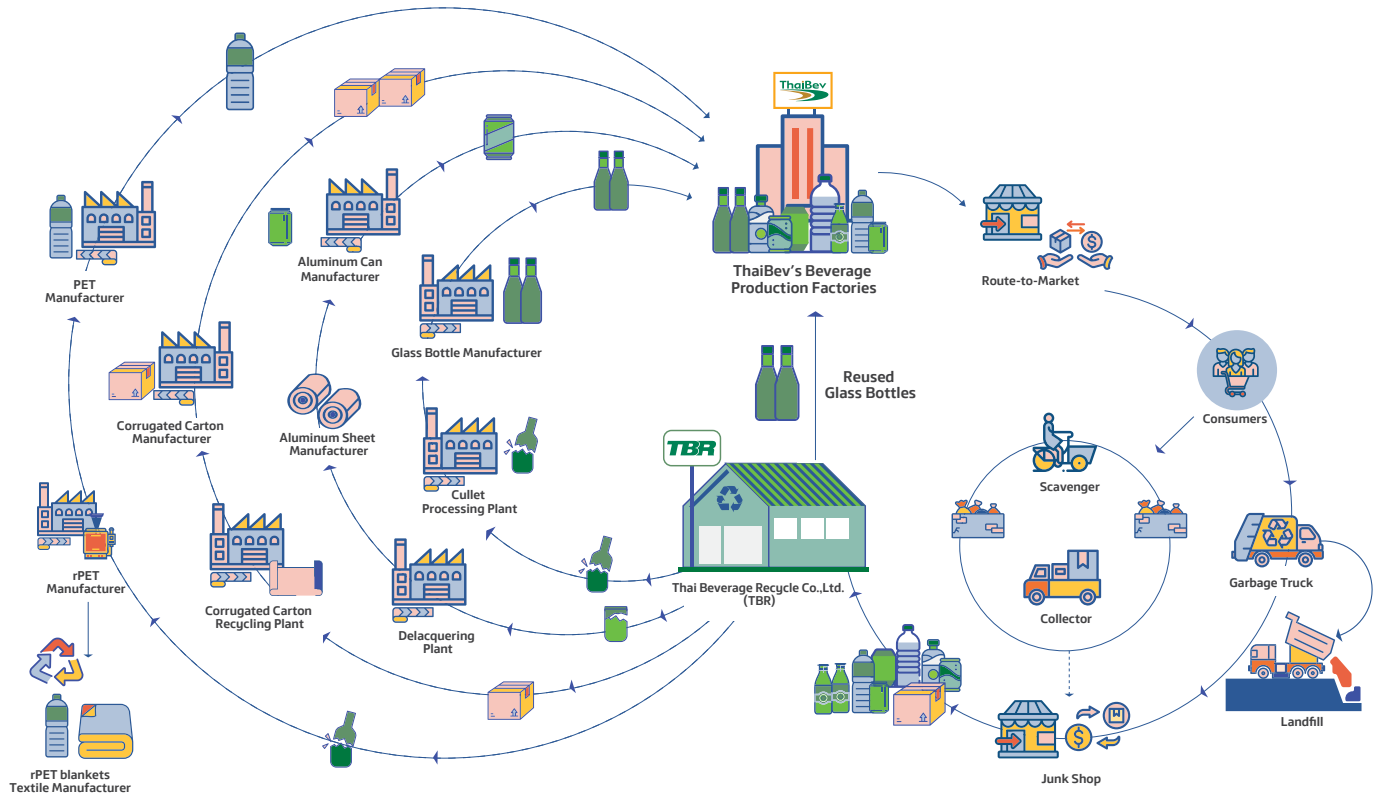 ThaiBev
ThaiBev's Beverage
Production Factories
Route-to-Market
Consumers
PET
Manufacturer
Aluminum Can
Manufacturer
Glass Bottle Manufacturer
Corrugated Carton
Manufacturer
Aluminum Sheet
Manufacturer
Reused
Glass Bottles
TBR
Cullet
Processing Plant
Scavenger
rPET
Manufacturer
Corrugated Carton
Recycling Plant
Delacquering
Plant
Thai Beverage Recycle Co.,Ltd.
(TBR)
Collector
Garbage Truck
Landfill
Junk Shop
rPET blankets
Textile Manufacturer